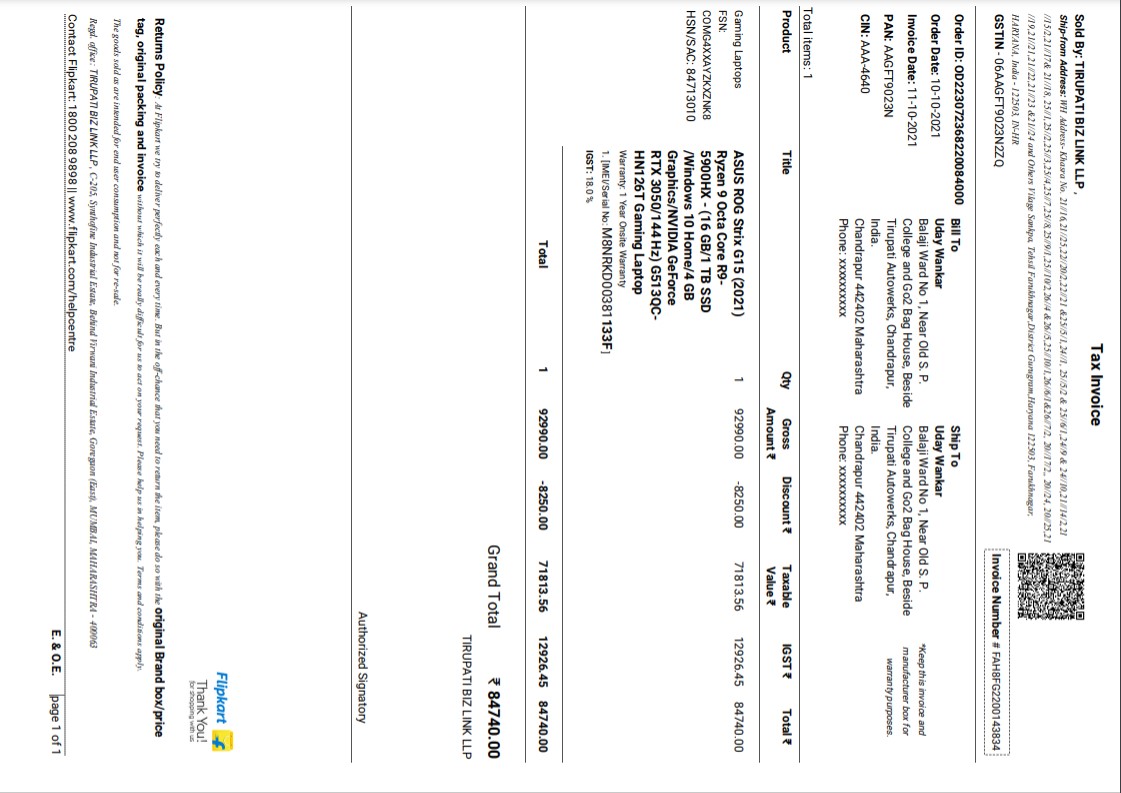 Tax Invoice
Sold By: TIRUPATI BIZ LINK LLP ,
Ship-from Address: WH Address- Khasra No. 21//16,21//25,22//20/2,22//21 &25//5/1,24//1, 25//5/2 & 25//6/1,24//9 & 24//10,21//14/2,21
//15/2,21//17& 21//18, 25//1,25//2,25//3,25//4,25//7,25//8,25//9/1,25//10/2,26//4 &26//5,25//10/1,26//6/1&26//7/2, 20//17/2,, 20//24, 20//25,21
//19,21//21,21//22,21//23 &21//24 and Others Vilage Sankpa, Tehsil Farukhnagar,District Gurugram,Haryana 122503, Farukhnagar,
HARYANA, India - 122503, IN-HR
GSTIN - 06AAGFT9023N2ZQ
Invoice Number # FAH8FG2200143834
Order ID: OD223072368220084000
Order Date: 10-10-2021
Invoice Date: 11-10-2021
PAN: AAGFT9023N
CIN: AAA-4640
Bill To
Uday Wankar
Balaji Ward No 1, Near Old S. P.
College and Go2 Bag House, Beside
Tirupati Autowerks, Chandrapur,
India.
Chandrapur 442402 Maharashtra
Phone: xxxxxxxxxx
Ship To
Uday Wankar
Balaji Ward No 1, Near Old S. P.
College and Go2 Bag House, Beside
Tirupati Autowerks, Chandrapur,
India.
Chandrapur 442402 Maharashtra
Phone: xxxxxxxxxx
*Keep this invoice and
manufacturer box for
warranty purposes.
Total items: 1
Product Title Qty Gross Amount ₹ Discount ₹ Taxable Value ₹ IGST ₹ Total ₹
Gaming Laptops
FSN:
COMG4XXAYZKXZNK8
HSN/SAC: 84713010
ASUS ROG Strix G15 (2021)
Ryzen 9 Octa Core R9-
5900HX - (16 GB/1 TB SSD
/Windows 10 Home/4 GB
Graphics/NVIDIA GeForce
RTX 3050/144 Hz) G513QC-
HN126T Gaming Laptop
Warranty: 1 Year Onsite Warranty
1. [IMEI/Serial No: M8NRKD00381133F]
IGST: 18.0 %
1 92990.00 -8250.00 71813.56 12926.45 84740.00
Total 1 92990.00 -8250.00 71813.56 12926.45 84740.00
Grand Total ₹ 84740.00
TIRUPATI BIZ LINK LLP
Authorized Signatory
Flipkart
Thank You!
for shopping with us
Returns Policy: At Flipkart we try to deliver perfectly each and every time. But in the off-chance that you need to return the item, please do so with the original Brand box/price
tag, original packing and invoice without which it will be really difficult for us to act on your request. Please help us in helping you. Terms and conditions apply.
The goods sold as are intended for end user consumption and not for re-sale.
Regd. office: TIRUPATI BIZ LINK LLP , C-205, Synthofine Industrial Estate, Behind Virwani Industrial Estate, Goregaon (East), MUMBAI, MAHARASHTRA - 400063
Contact Flipkart: 1800 208 9898 || www.flipkart.com/helpcentre
E. & O.E. page 1 of 1